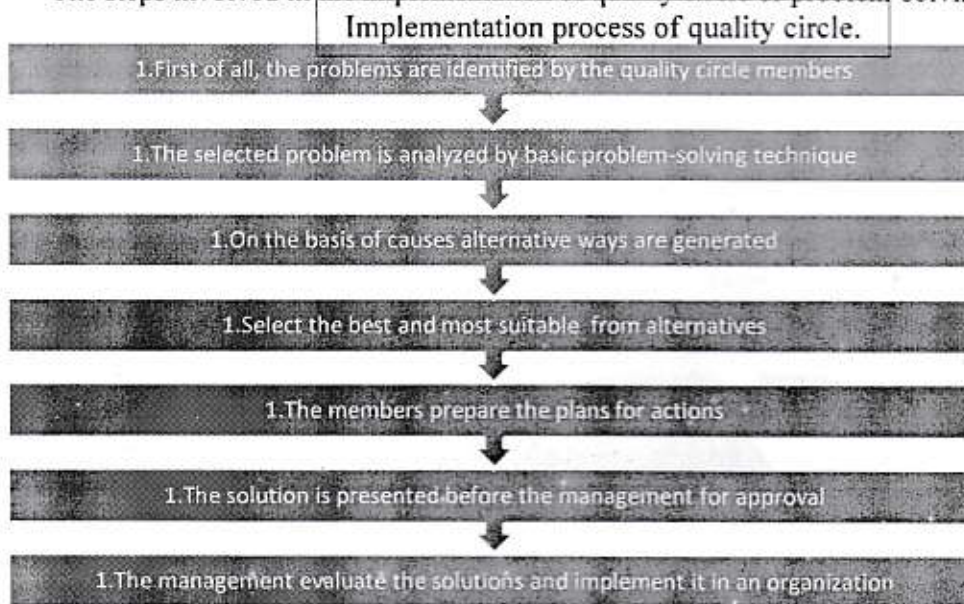 Implementation process of quality circle.
1.First of all, the problems are identified by the quality circle members
1.The selected problem is analyzed by basic problem-solving technique
1.On the basis of causes alternative ways are generated
1.Select the best and most suitable from alternatives
1.The members prepare the plans for actions
1.The solution is presented before the management for approval
1.The management evaluate the solutions and implement it in an organization